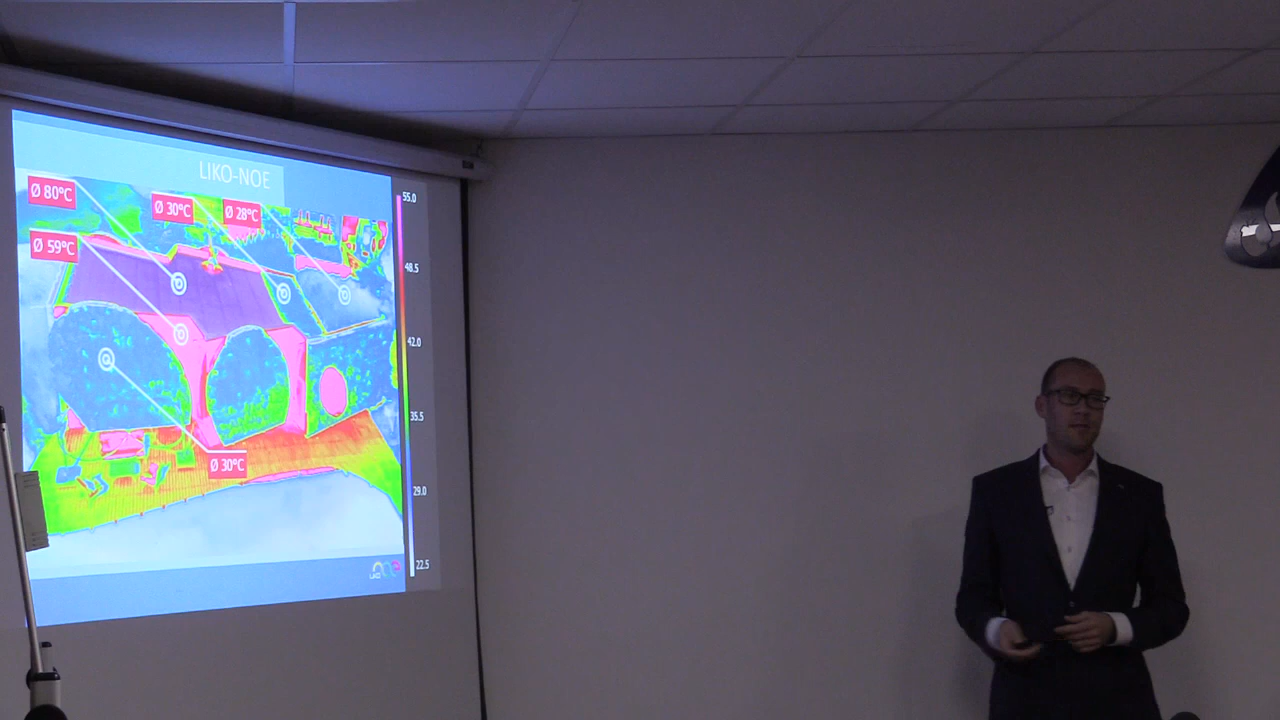 LIKO-NOE
Ø 80°C
Ø 30°C
Ø 28°C
Ø 59°C
Ø 30°C
55.0
48.5
42.0
35.5
29.0
22.5